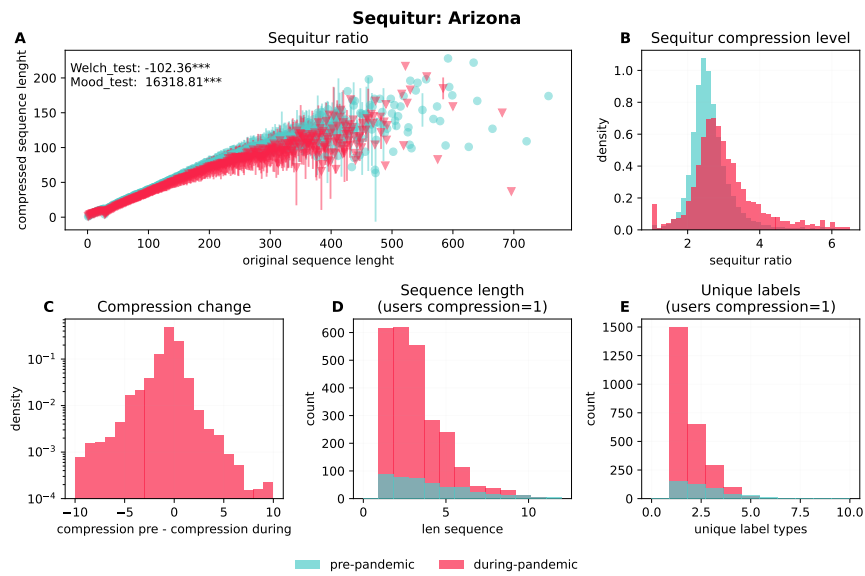 Sequitur: Arizona
A
Sequitur ratio
Welch_test: -102.36***
Mood_test: 16318.81***
compressed sequence lenght
200
150
100
50
0
0 100 200 300 400 500 600 700
original sequence lenght
B
Sequitur compression level
density
1.0
0.8
0.6
0.4
0.2
0.0
2 4 6
sequitur ratio
C
Compression change
density
10⁻¹
10⁻²
10⁻³
10⁻⁴
−10 −5 0 5 10
compression pre - compression during
D
Sequence length
(users compression=1)
count
600
500
400
300
200
100
0
0 5 10
len sequence
E
Unique labels
(users compression=1)
count
1500
1250
1000
750
500
250
0
0.0 2.5 5.0 7.5 10.0
unique label types
pre-pandemic
during-pandemic